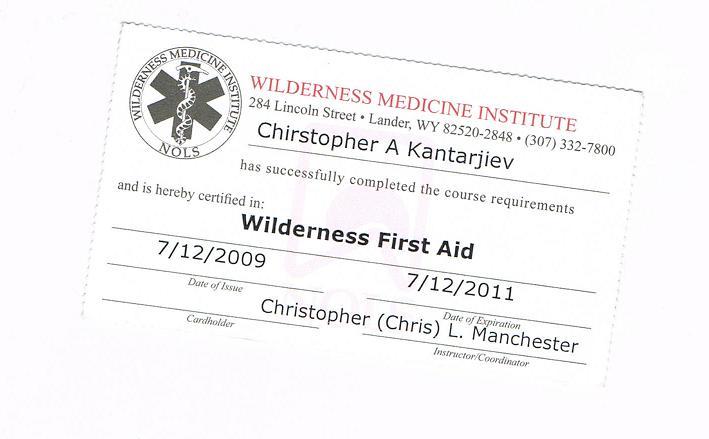 WILDERNESS MEDICINE INSTITUTE
NOLS
WILDERNESS MEDICINE INSTITUTE
284 Lincoln Street • Lander, WY 82520-2848 • (307) 332-7800
Chirstopher A Kantarjiev
has successfully completed the course requirements
and is hereby certified in:
Wilderness First Aid
7/12/2009
7/12/2011
Date of Issue
Date of Expiration
Christopher (Chris) L. Manchester
Cardholder
Instructor/Coordinator